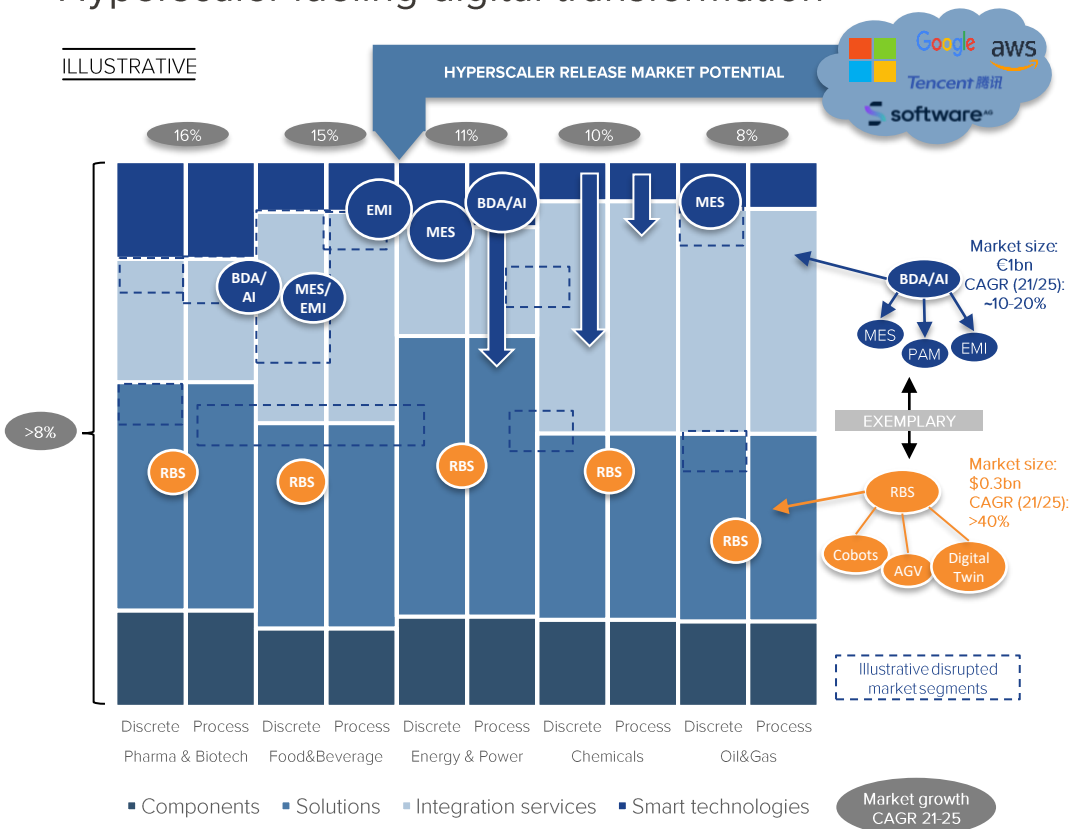 Hyperscaler fueling digital transformation
ILLUSTRATIVE
HYPERSCALER RELEASE MARKET POTENTIAL
Google
aws
Tencent 腾讯
software AG
16%
15%
11%
10%
8%
EMI
MES
BDA/AI
MES
BDA/
AI
MES/
EMI
>8%
RBS
RBS
RBS
RBS
RBS
Market size:
€1bn
CAGR (21/25):
~10-20%
BDA/AI
MES
PAM
EMI
EXEMPLARY
Market size:
$0.3bn
CAGR (21/25):
>40%
RBS
Cobots
AGV
Digital
Twin
Illustrative disrupted
market segments
Discrete Process Discrete Process Discrete Process Discrete Process Discrete Process
Pharma & Biotech Food&Beverage Energy & Power Chemicals Oil&Gas
Components Solutions Integration services Smart technologies
Market growth
CAGR 21-25